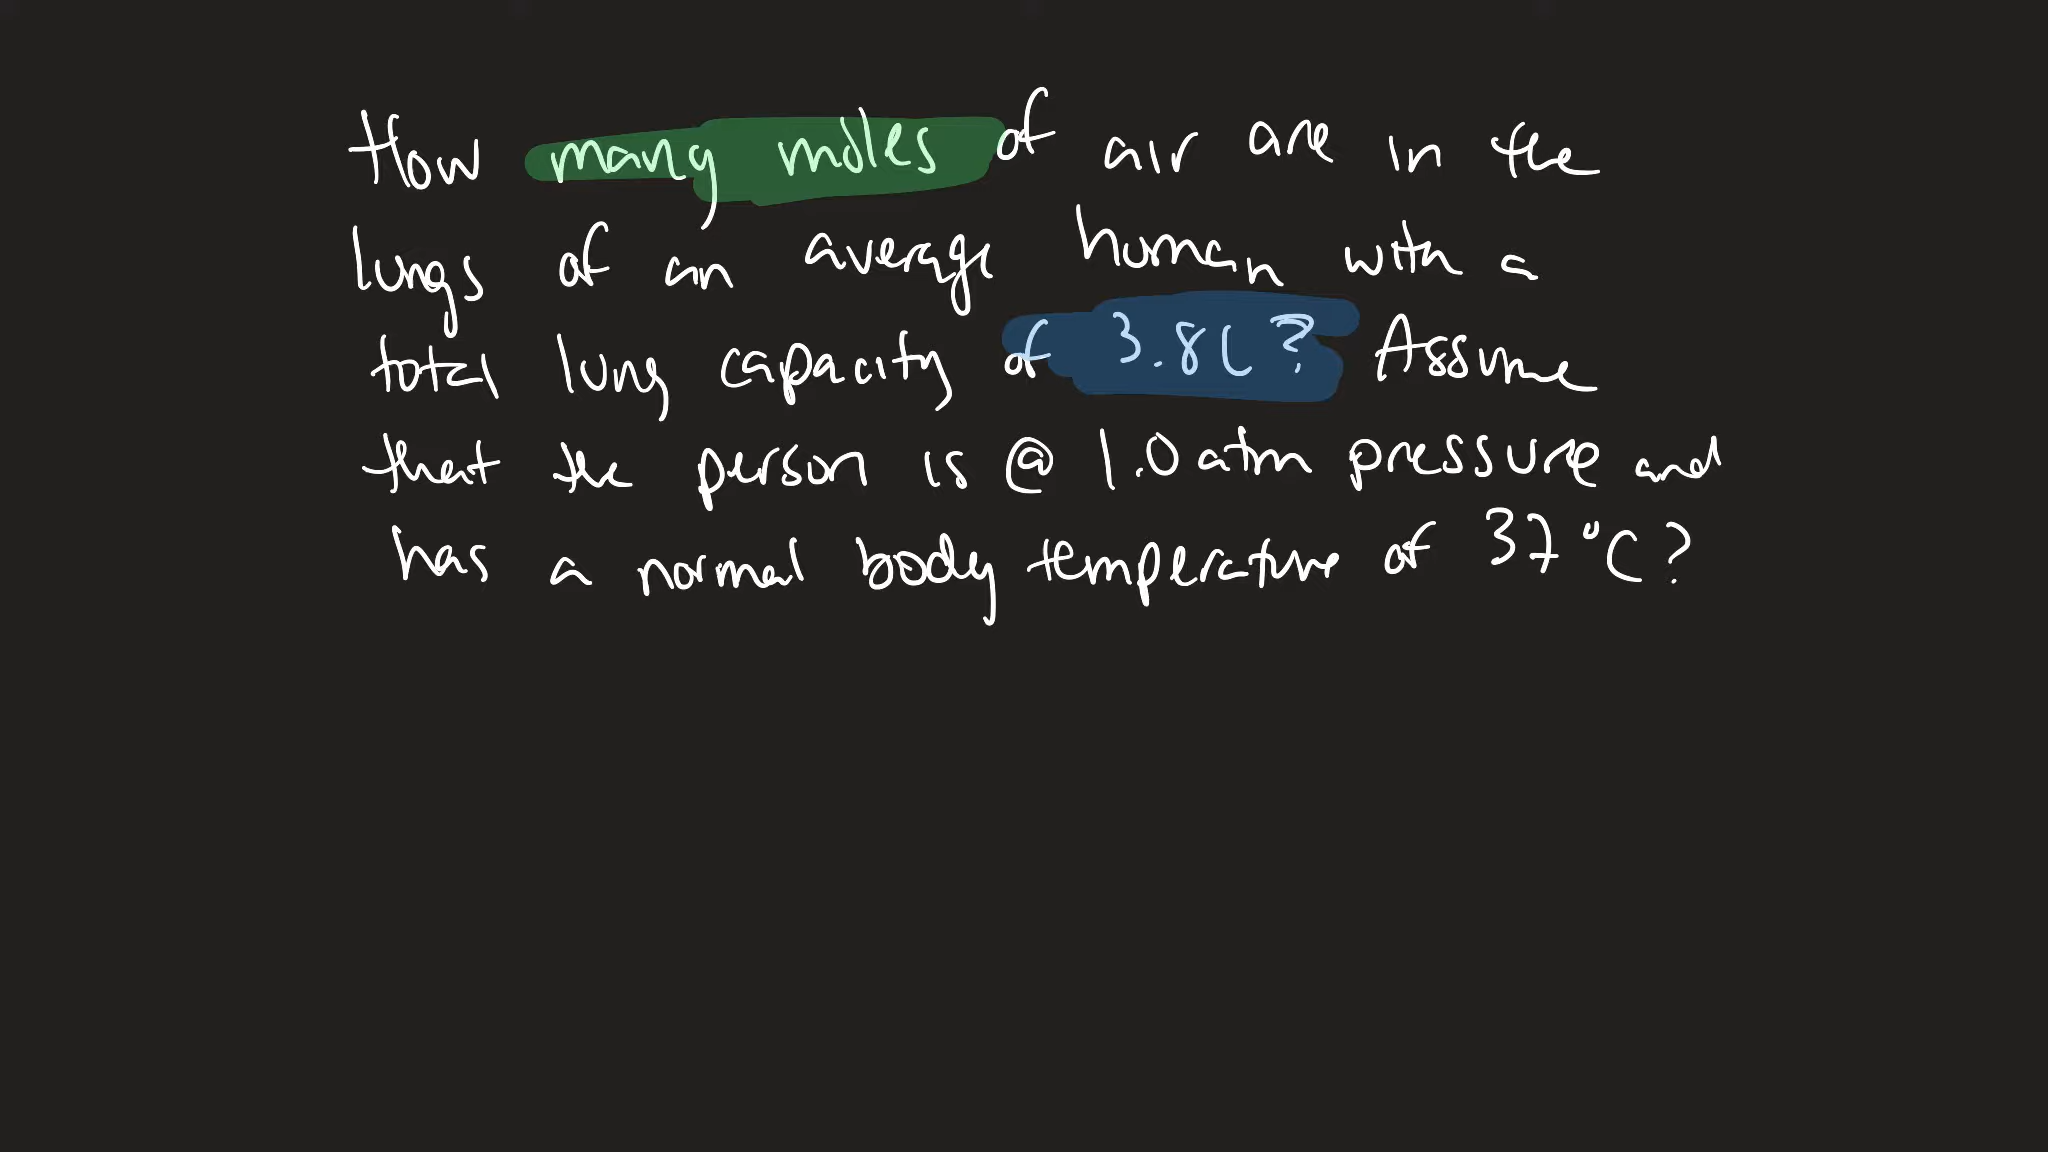 How many moles of air are in the
lungs of an average human with a
total lung capacity of 3.8L? Assume
that the person is @ 1.0 atm pressure and
has a normal body temperature of 37°C?